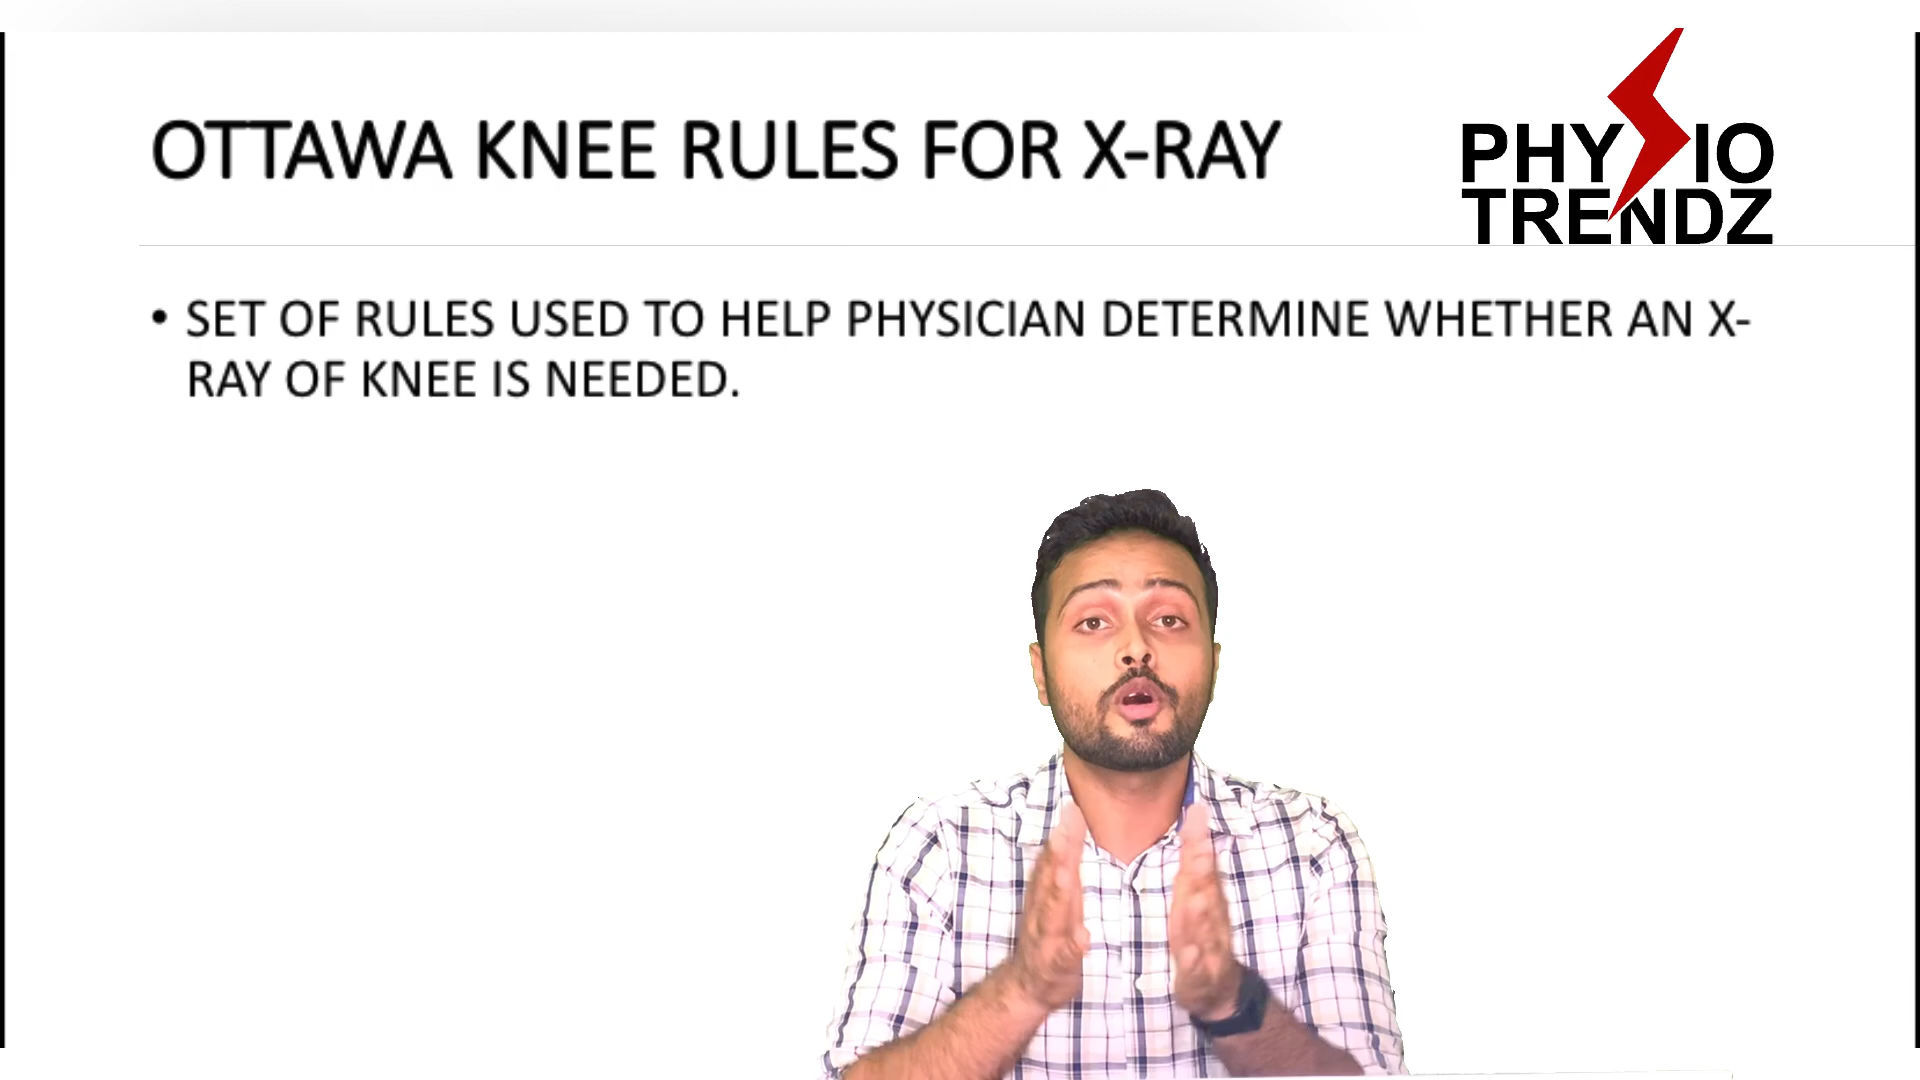 OTTAWA KNEE RULES FOR X-RAY
PHYSIO
TRENDZ
• SET OF RULES USED TO HELP PHYSICIAN DETERMINE WHETHER AN X-
RAY OF KNEE IS NEEDED.